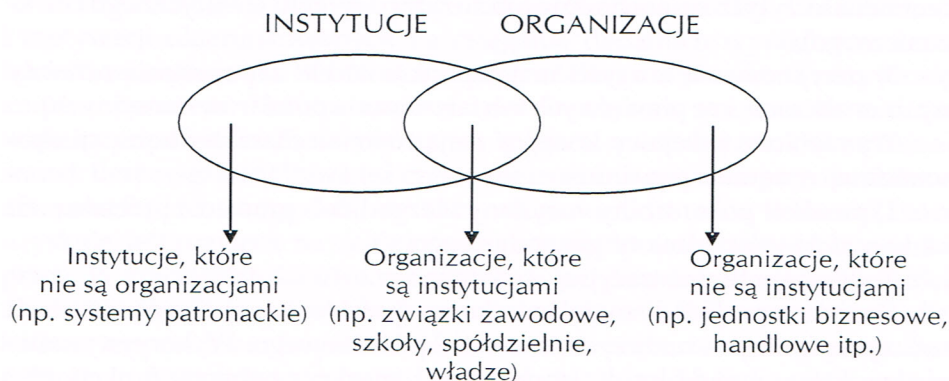 INSTYTUCJE ORGANIZACJE
Instytucje, które
nie są organizacjami
(np. systemy patronackie)
Organizacje, które
są instytucjami
(np. związki zawodowe,
szkoły, spółdzielnie,
władze)
Organizacje, które
nie są instytucjami
(np. jednostki biznesowe,
handlowe itp.)